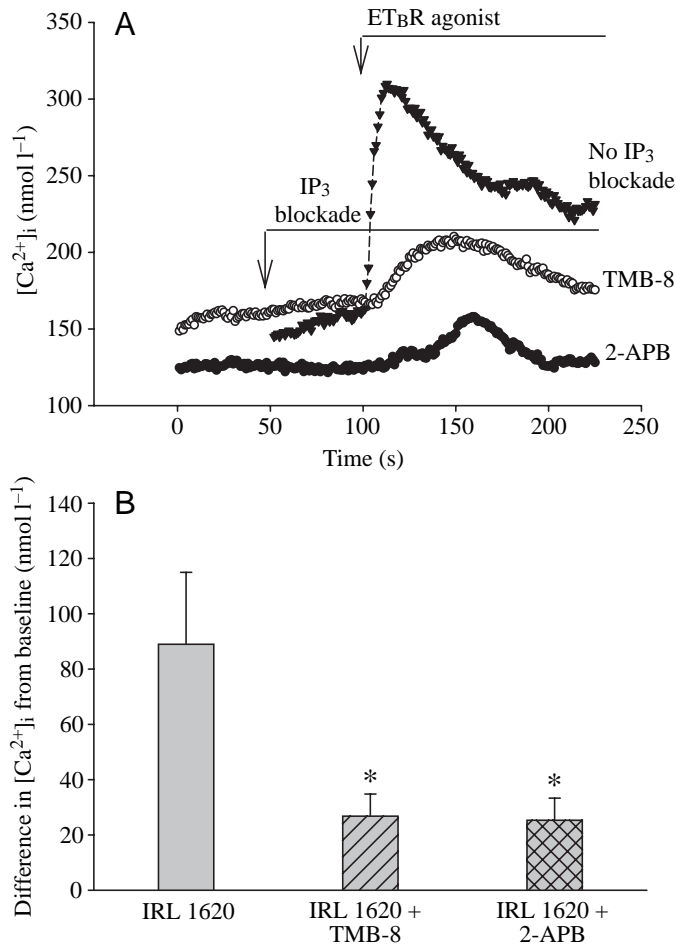 A
ETBR agonist
350
300
250
200
150
100
[Ca2+]i (nmol l–1)
IP3
blockade
No IP3
blockade
TMB-8
2-APB
0
50
100
150
200
250
Time (s)
B
140
120
100
80
60
40
20
0
Difference in [Ca2+]i from baseline (nmol l–1)
*
*
IRL 1620
IRL 1620 +
TMB-8
IRL 1620 +
2-APB